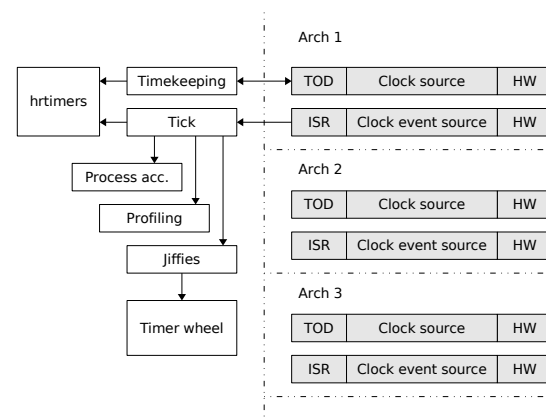 Arch 1
hrtimers
Timekeeping
TOD Clock source HW
Tick
ISR Clock event source HW
Process acc.
Profiling
Jiffies
Timer wheel
Arch 2
TOD Clock source HW
ISR Clock event source HW
Arch 3
TOD Clock source HW
ISR Clock event source HW